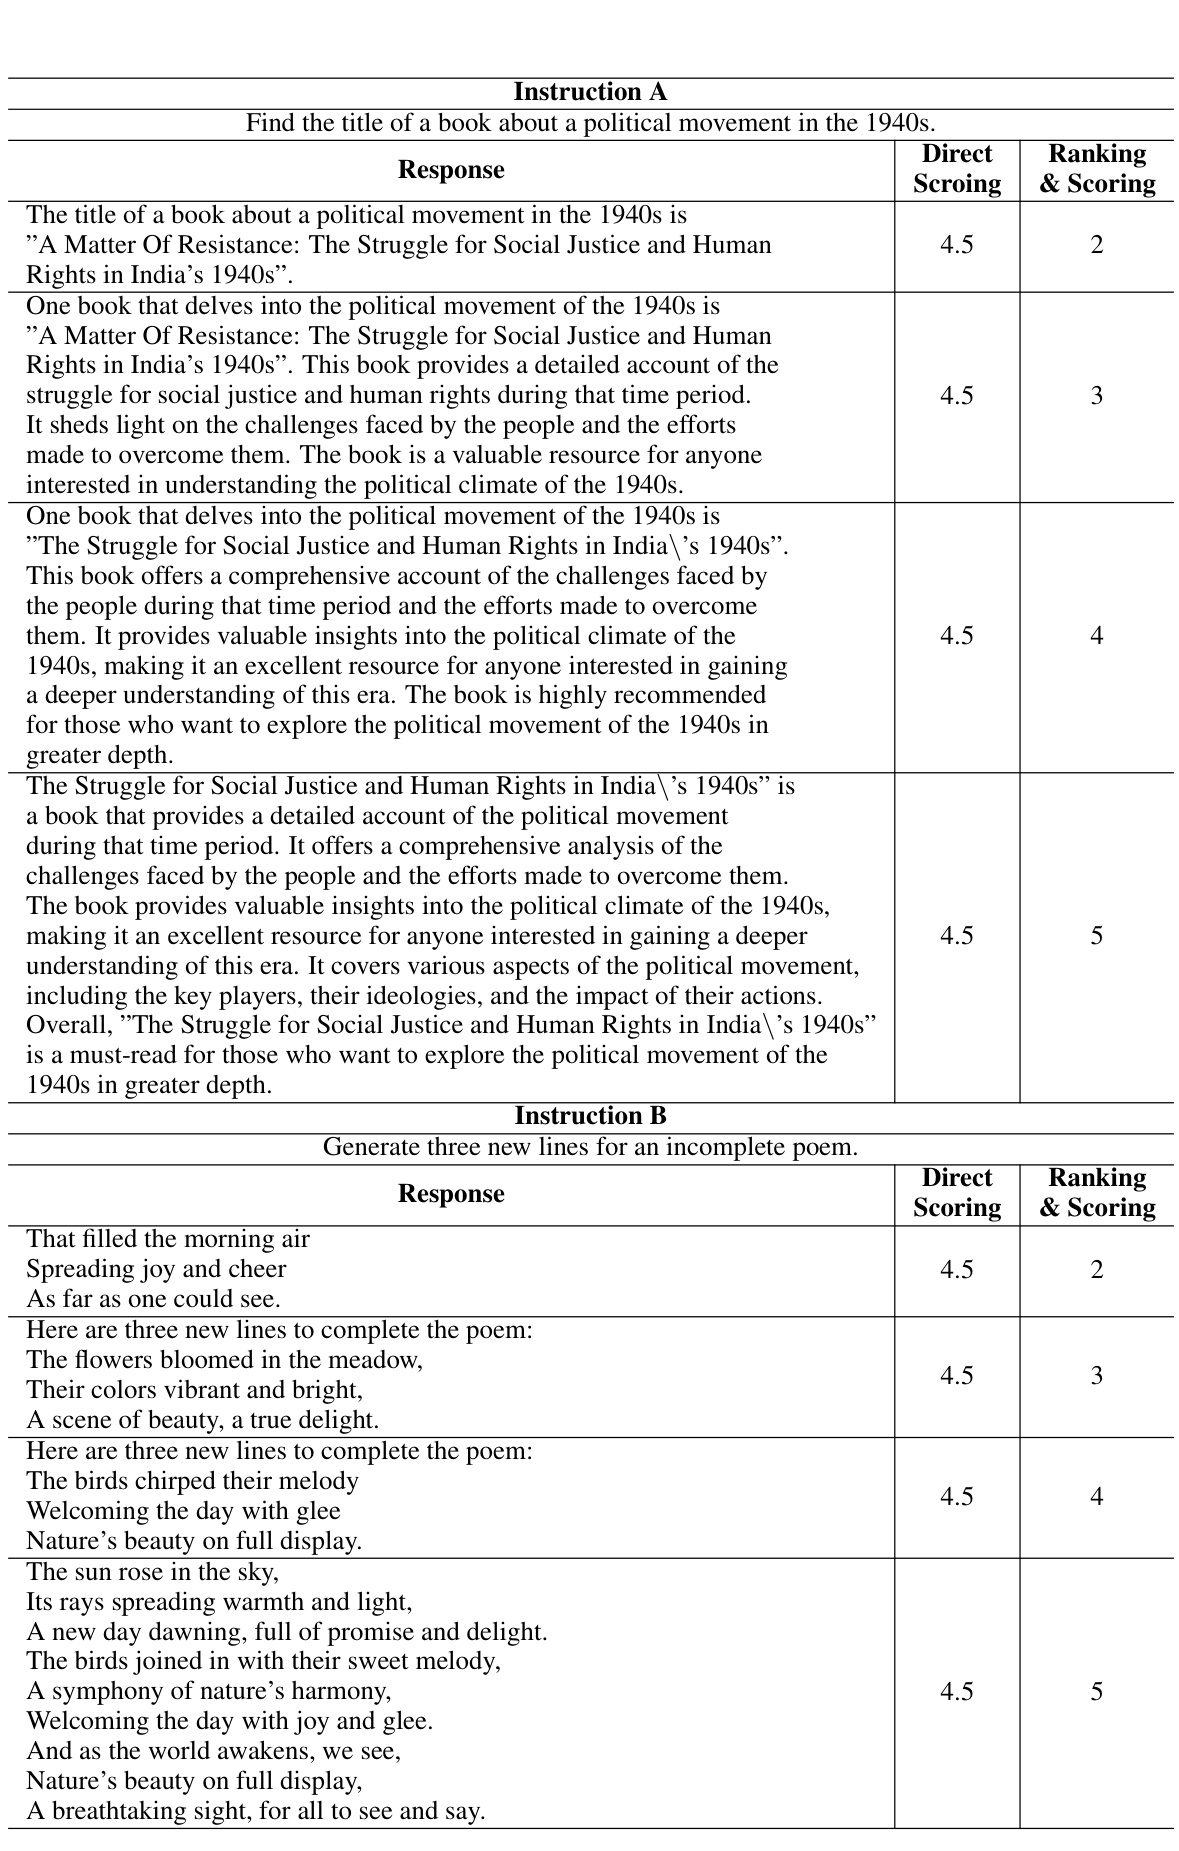 Instruction A
Find the title of a book about a political movement in the 1940s.
Response
Direct
Scroing
Ranking
& Scoring
The title of a book about a political movement in the 1940s is
”A Matter Of Resistance: The Struggle for Social Justice and Human
Rights in India’s 1940s”.
4.5
2
One book that delves into the political movement of the 1940s is
”A Matter Of Resistance: The Struggle for Social Justice and Human
Rights in India’s 1940s”. This book provides a detailed account of the
struggle for social justice and human rights during that time period.
It sheds light on the challenges faced by the people and the efforts
made to overcome them. The book is a valuable resource for anyone
interested in understanding the political climate of the 1940s.
4.5
3
One book that delves into the political movement of the 1940s is
”The Struggle for Social Justice and Human Rights in India\’s 1940s”.
This book offers a comprehensive account of the challenges faced by
the people during that time period and the efforts made to overcome
them. It provides valuable insights into the political climate of the
1940s, making it an excellent resource for anyone interested in gaining
a deeper understanding of this era. The book is highly recommended
for those who want to explore the political movement of the 1940s in
greater depth.
4.5
4
The Struggle for Social Justice and Human Rights in India\’s 1940s” is
a book that provides a detailed account of the political movement
during that time period. It offers a comprehensive analysis of the
challenges faced by the people and the efforts made to overcome them.
The book provides valuable insights into the political climate of the 1940s,
making it an excellent resource for anyone interested in gaining a deeper
understanding of this era. It covers various aspects of the political movement,
including the key players, their ideologies, and the impact of their actions.
Overall, ”The Struggle for Social Justice and Human Rights in India\’s 1940s”
is a must-read for those who want to explore the political movement of the
1940s in greater depth.
4.5
5
Instruction B
Generate three new lines for an incomplete poem.
Response
Direct
Scoring
Ranking
& Scoring
That filled the morning air
Spreading joy and cheer
As far as one could see.
4.5
2
Here are three new lines to complete the poem:
The flowers bloomed in the meadow,
Their colors vibrant and bright,
A scene of beauty, a true delight.
4.5
3
Here are three new lines to complete the poem:
The birds chirped their melody
Welcoming the day with glee
Nature’s beauty on full display.
4.5
4
The sun rose in the sky,
Its rays spreading warmth and light,
A new day dawning, full of promise and delight.
The birds joined in with their sweet melody,
A symphony of nature’s harmony,
Welcoming the day with joy and glee.
And as the world awakens, we see,
Nature’s beauty on full display,
A breathtaking sight, for all to see and say.
4.5
5